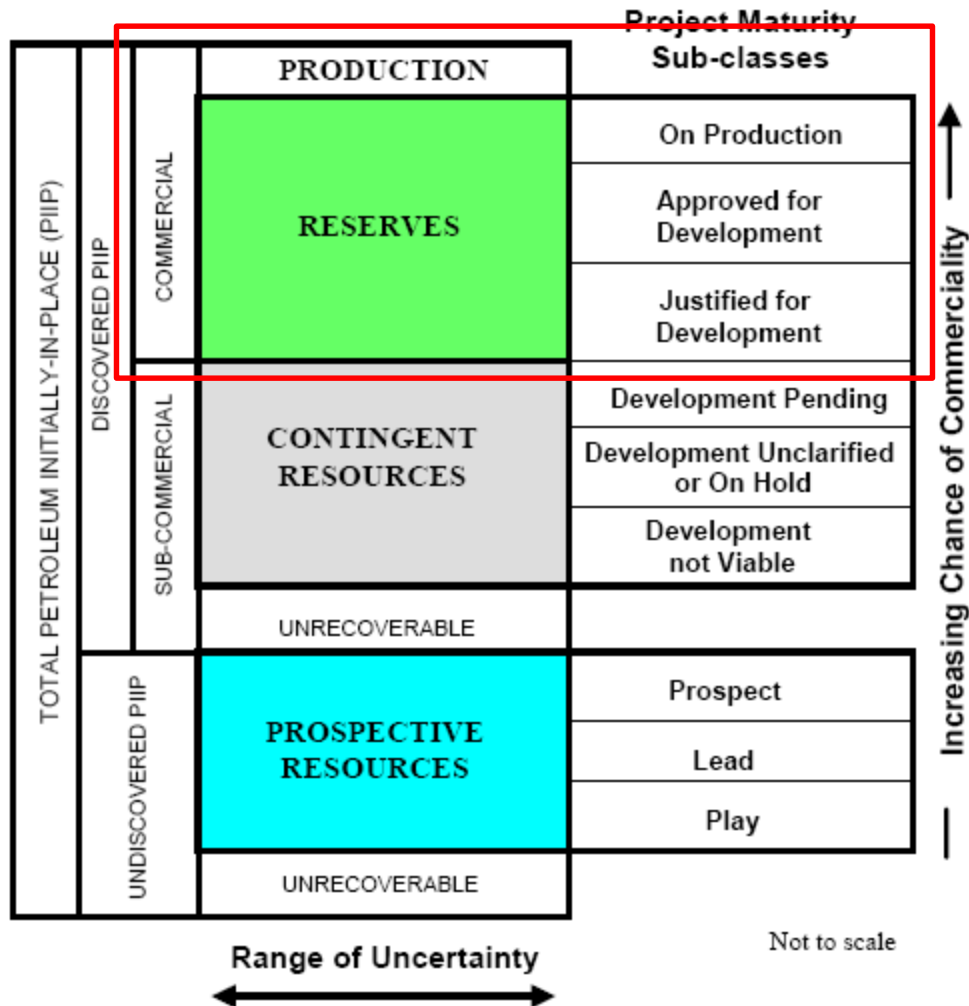 Project Maturity
Sub-classes
PRODUCTION
On Production
RESERVES
Approved for
Development
Justified for
Development
COMMERCIAL
DISCOVERED PIIP
TOTAL PETROLEUM INITIALLY-IN-PLACE (PIIP)
CONTINGENT
RESOURCES
Development Pending
Development Unclarified
or On Hold
Development
not Viable
SUB-COMMERCIAL
UNRECOVERABLE
PROSPECTIVE
RESOURCES
Prospect
Lead
Play
UNDISCOVERED PIIP
UNRECOVERABLE
Increasing Chance of Commerciality
Not to scale
Range of Uncertainty